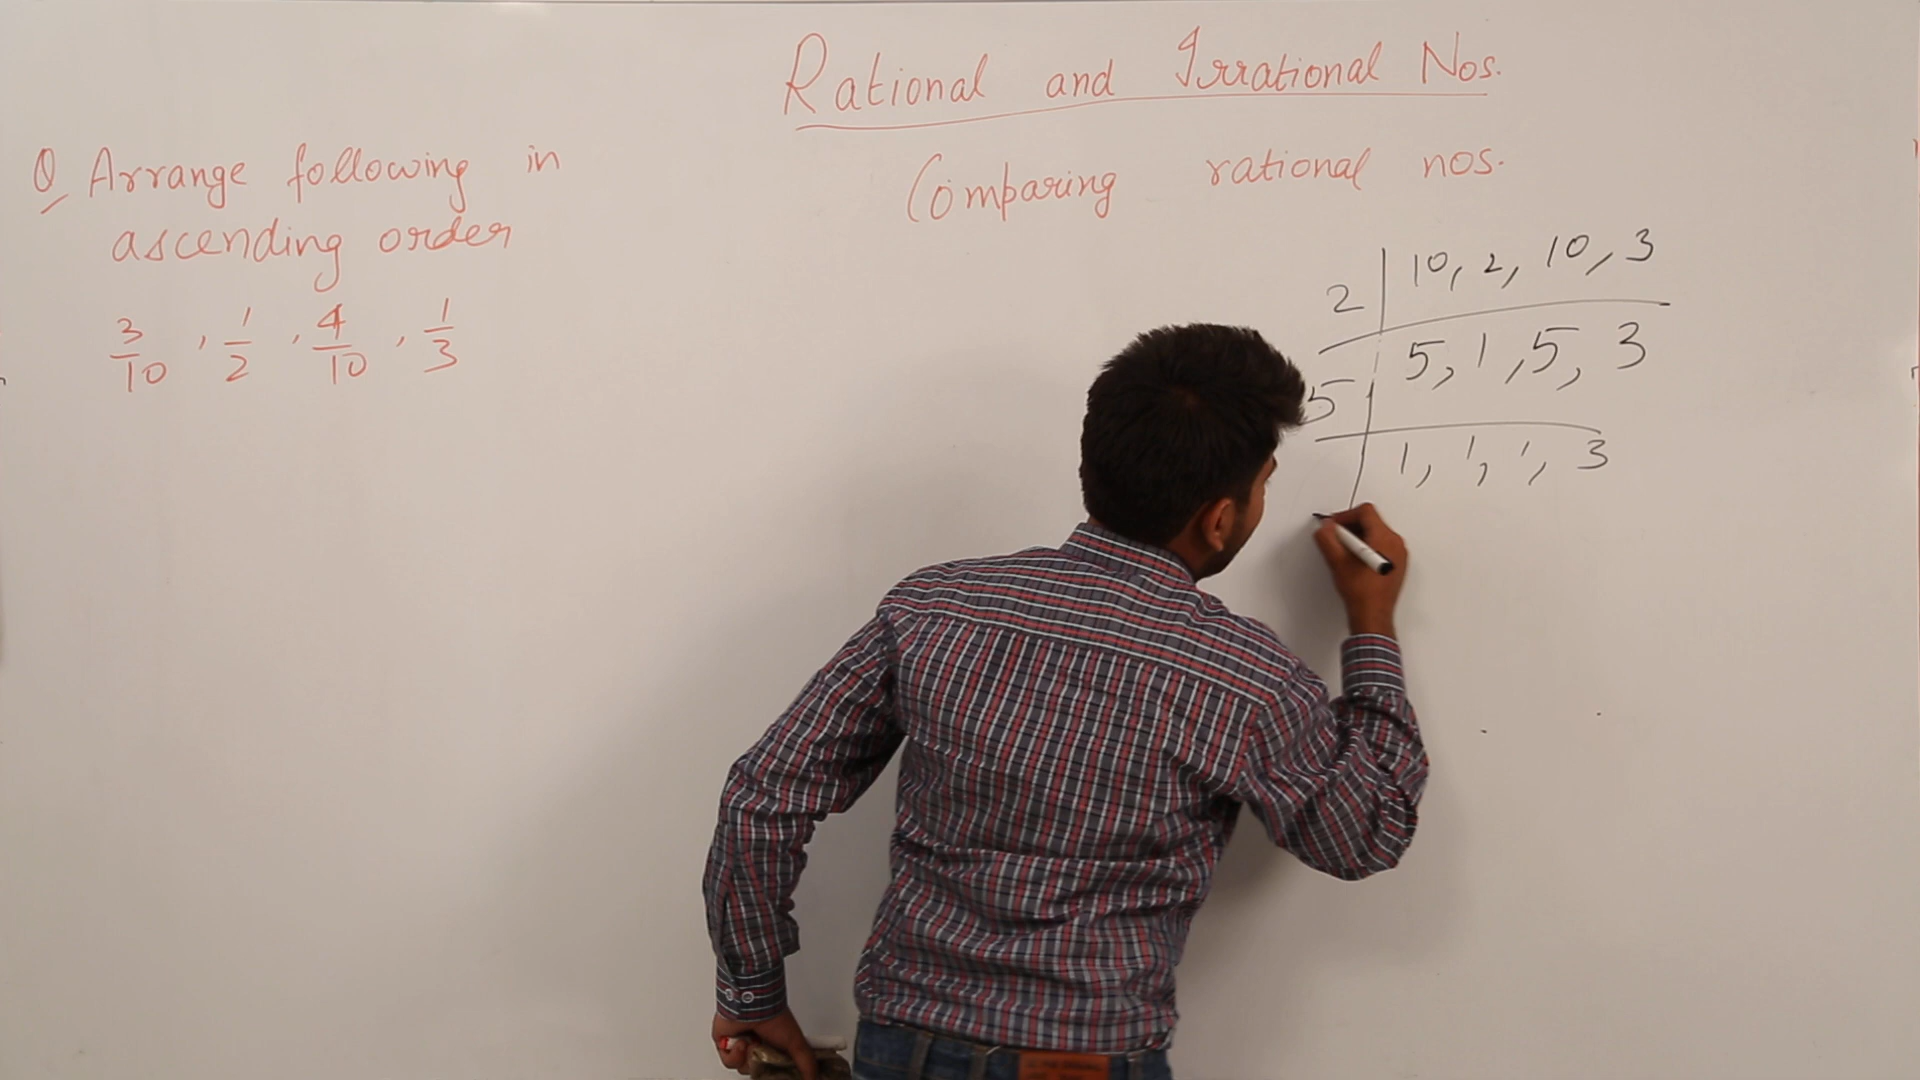 Rational and Irrational Nos.
Comparing rational nos.
Q Arrange following in
ascending order
3/10 , 1/2 , 4/10 , 1/3
2 | 10, 2, 10, 3
5 | 5, 1, 5, 3
1, 1, 1, 3